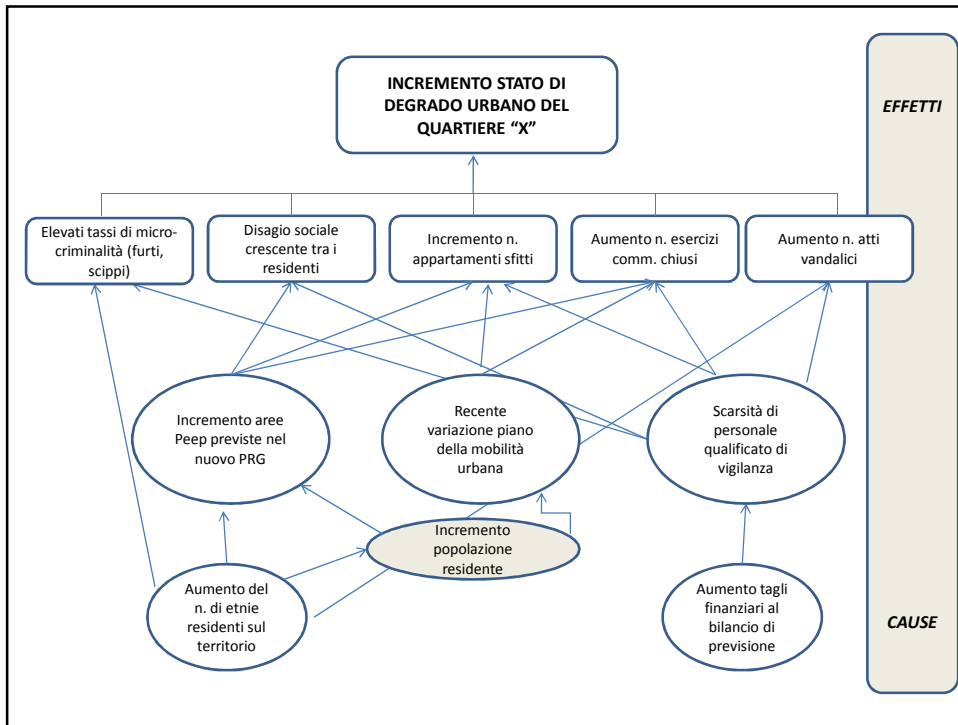 INCREMENTO STATO DI
DEGRADO URBANO DEL
QUARTIERE “X”
EFFETTI
Elevati tassi di micro-
criminalità (furti,
scippi)
Disagio sociale
crescente tra i
residenti
Incremento n.
appartamenti sfitti
Aumento n. esercizi
comm. chiusi
Aumento n. atti
vandalici
Incremento aree
Peep previste nel
nuovo PRG
Recente
variazione piano
della mobilità
urbana
Scarsità di
personale
qualificato di
vigilanza
Incremento
popolazione
residente
Aumento del
n. di etnie
residenti sul
territorio
Aumento tagli
finanziari al
bilancio di
previsione
CAUSE